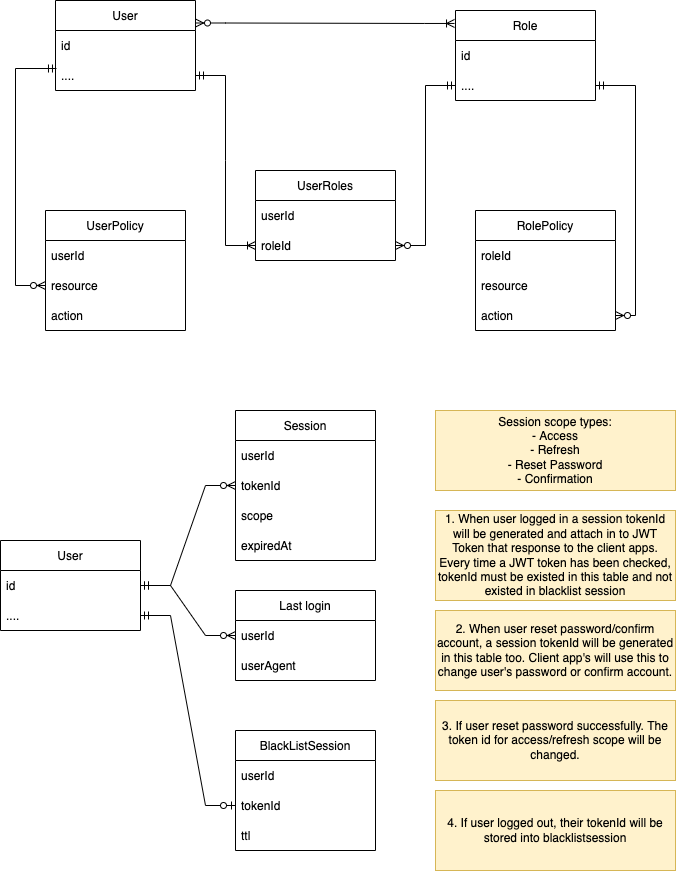 User
id
....
Role
id
....
UserRoles
userId
roleId
UserPolicy
userId
resource
action
RolePolicy
roleId
resource
action
Session
userId
tokenId
scope
expiredAt
Session scope types:
- Access
- Refresh
- Reset Password
- Confirmation
User
id
....
1. When user logged in a session tokenId
will be generated and attach in to JWT
Token that response to the client apps.
Every time a JWT token has been checked,
tokenId must be existed in this table and not
existed in blacklist session
Last login
userId
userAgent
2. When user reset password/confirm
account, a session tokenId will be generated
in this table too. Client app's will use this to
change user's password or confirm account.
3. If user reset password successfully. The
token id for access/refresh scope will be
changed.
BlackListSession
userId
tokenId
ttl
4. If user logged out, their tokenId will be
stored into blacklistsession